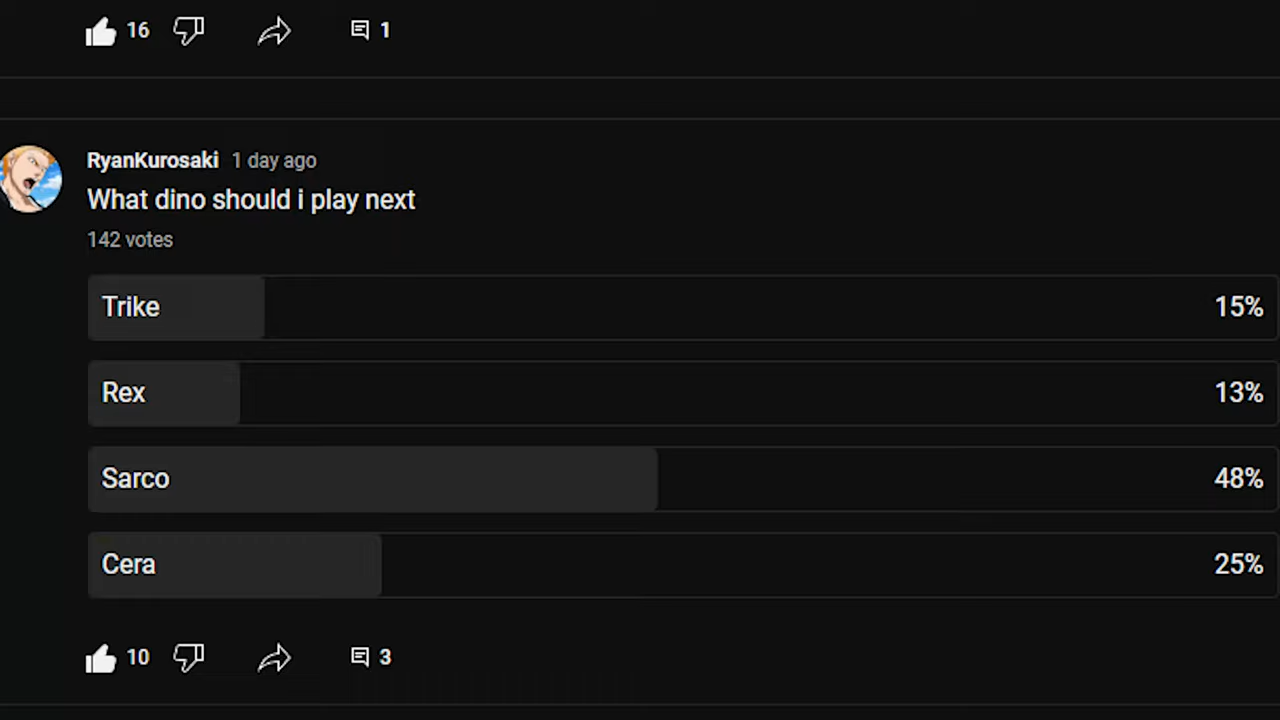 16 1
RyanKurosaki 1 day ago
What dino should i play next
142 votes
Trike 15%
Rex 13%
Sarco 48%
Cera 25%
10 3